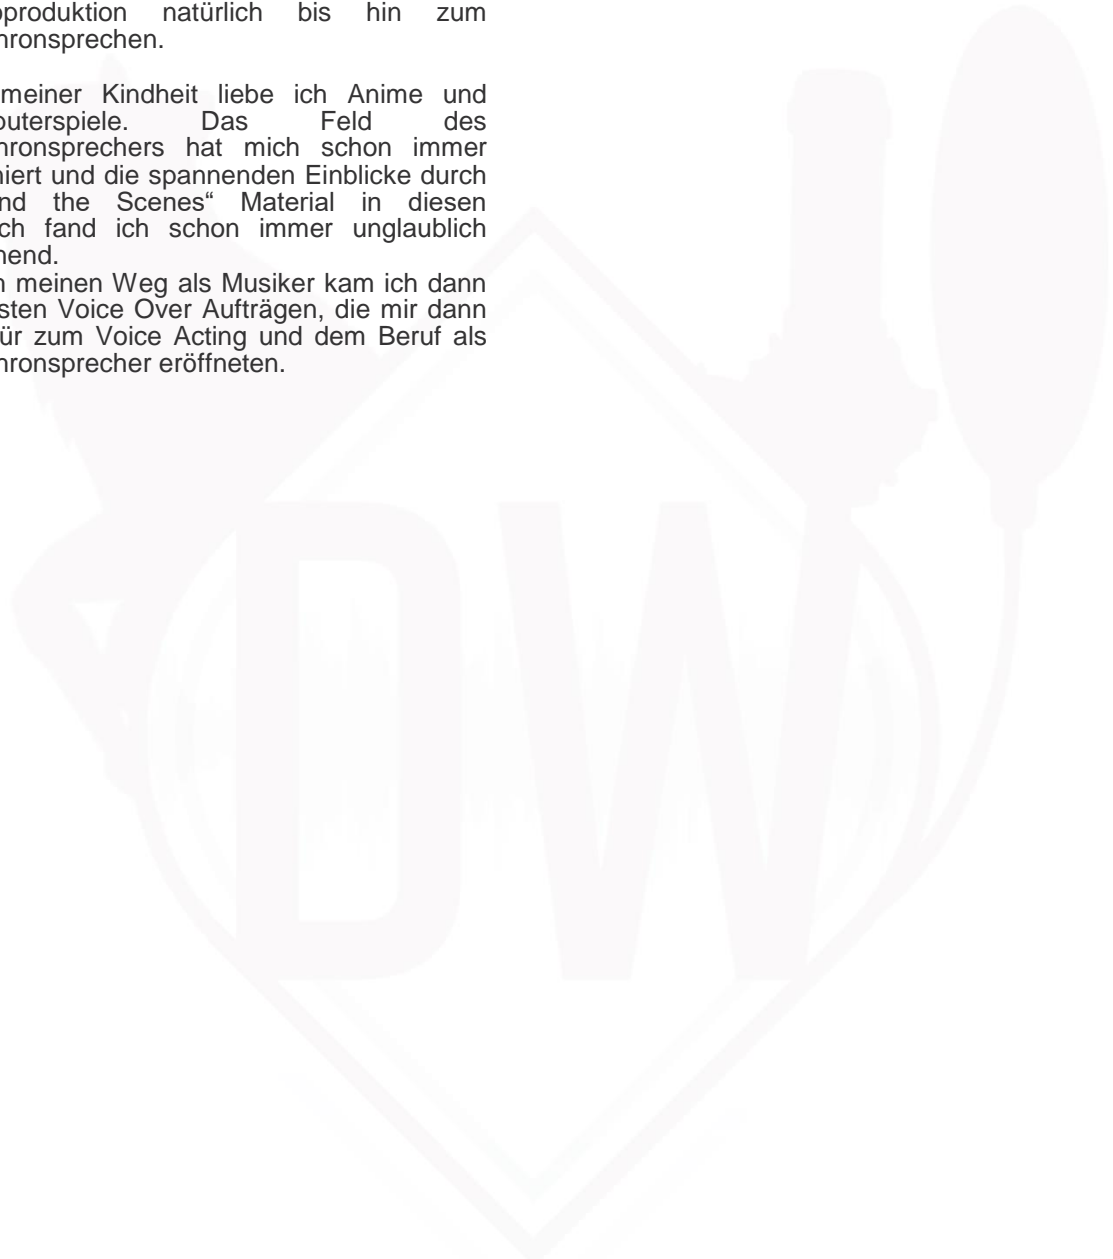 oproduktion natürlich bis hin zum
hronsprechen.
meiner Kindheit liebe ich Anime und
outerspiele. Das Feld des
hronsprechers hat mich schon immer
niert und die spannenden Einblicke durch
nd the Scenes“ Material in diesen
ch fand ich schon immer unglaublich
nend.
n meinen Weg als Musiker kam ich dann
sten Voice Over Aufträgen, die mir dann
ür zum Voice Acting und dem Beruf als
hronsprecher eröffneten.
DW